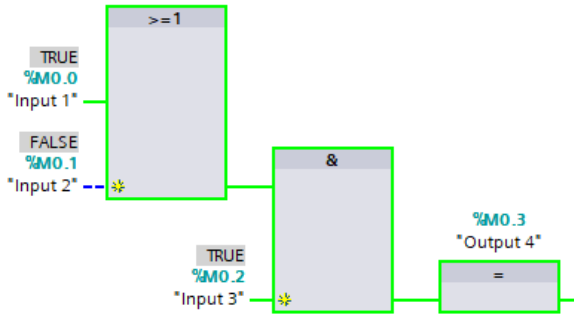 >=1
TRUE
%M0.0
"Input 1"
FALSE
%M0.1
"Input 2"
&
TRUE
%M0.2
"Input 3"
%M0.3
"Output 4"
=